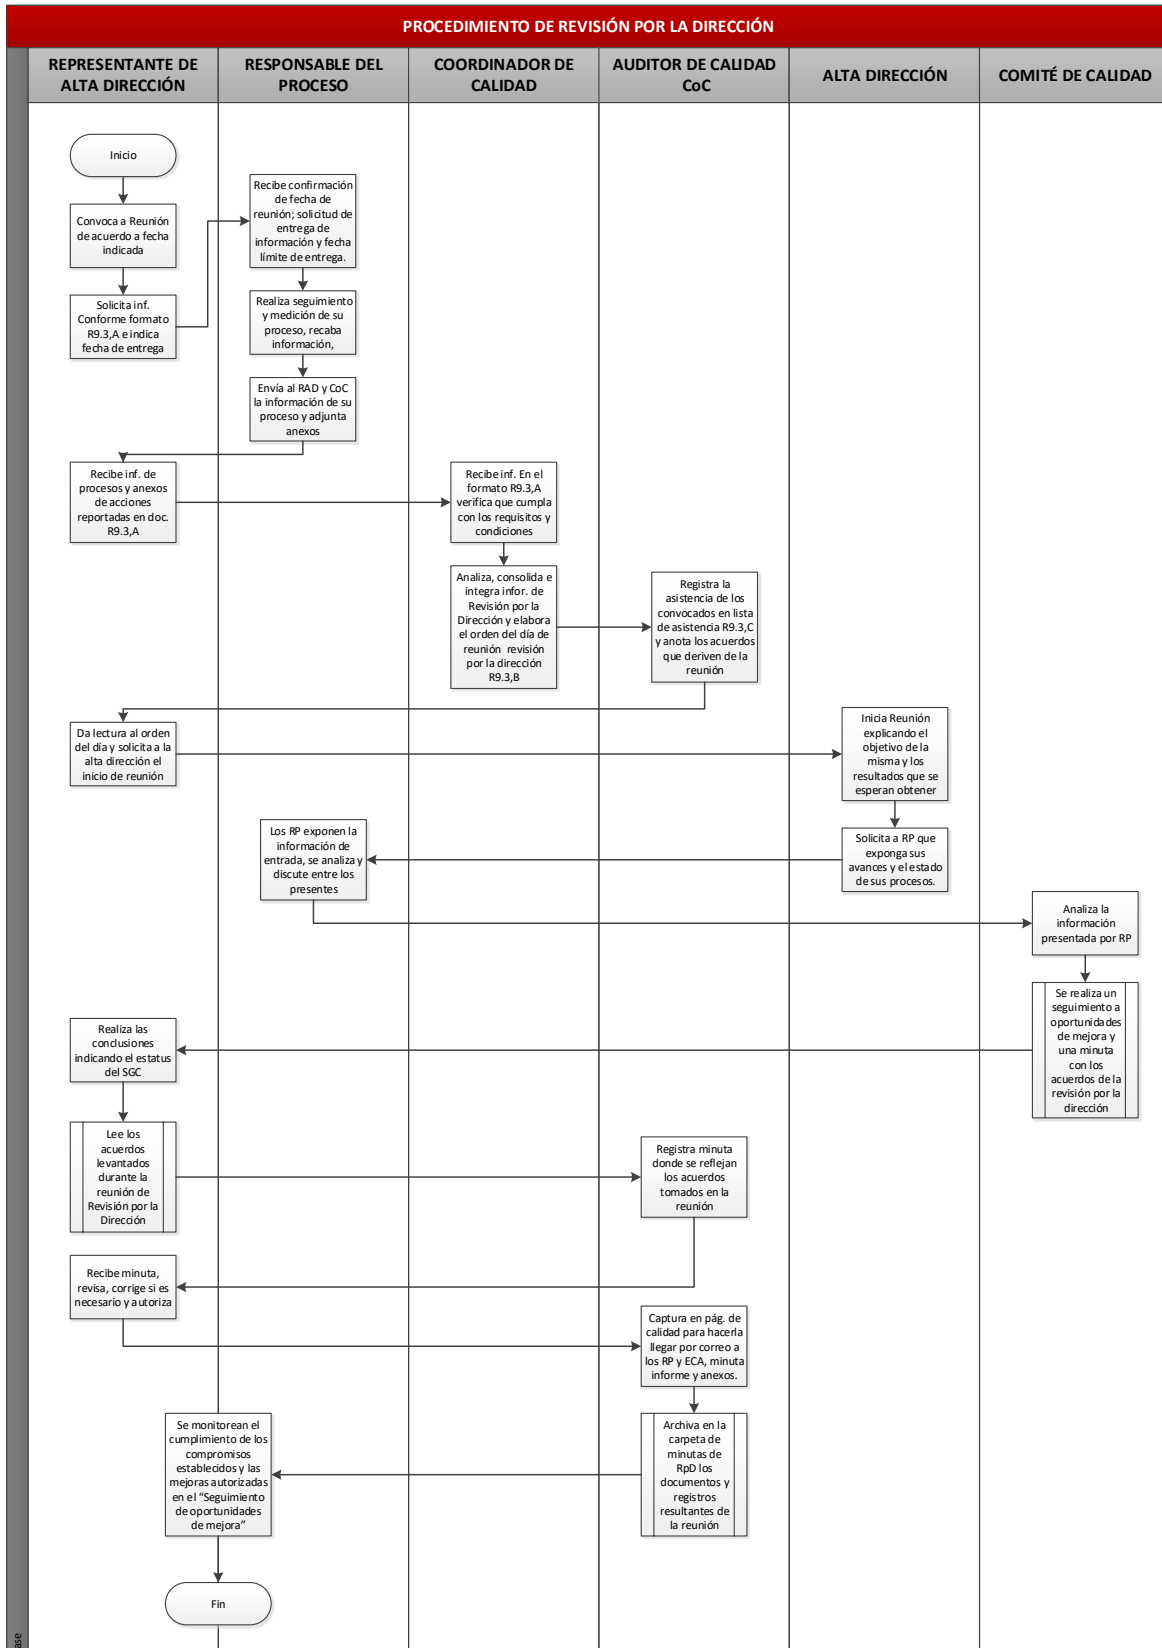 PROCEDIMIENTO DE REVISIÓN POR LA DIRECCIÓN
REPRESENTANTE DE
ALTA DIRECCIÓN
RESPONSABLE DEL
PROCESO
COORDINADOR DE
CALIDAD
AUDITOR DE CALIDAD
CoC
ALTA DIRECCIÓN
COMITÉ DE CALIDAD
Inicio
Convoca a Reunión
de acuerdo a fecha
indicada
Solicita inf.
Conforme formato
R9.3,A e indica
fecha de entrega
Recibe confirmación
de fecha de
reunión; solicitud de
entrega de
información y fecha
límite de entrega.
Realiza seguimiento
y medición de su
proceso, recaba
información,
Envía al RAD y CoC
la información de su
proceso y adjunta
anexos
Recibe inf. de
procesos y anexos
de acciones
reportadas en doc.
R9.3,A
Recibe inf. En el
formato R9.3,A
verifica que cumpla
con los requisitos y
condiciones
Analiza, consolida e
integra infor. de
Revisión por la
Dirección y elabora
el orden del día de
reunión revisión
por la dirección
R9.3,B
Registra la
asistencia de los
convocados en lista
de asistencia R9.3,C
y anota los acuerdos
que deriven de la
reunión
Da lectura al orden
del día y solicita a la
alta dirección el
inicio de reunión
Inicia Reunión
explicando el
objetivo de la
misma y los
resultados que se
esperan obtener
Solicita a RP que
exponga sus
avances y el estado
de sus procesos.
Los RP exponen la
información de
entrada, se analiza y
discute entre los
presentes
Analiza la
información
presentada por RP
Se realiza un
seguimiento a
oportunidades
de mejora y
una minuta
con los
acuerdos de la
revisión por la
dirección
Realiza las
conclusiones
indicando el estatus
del SGC
Lee los
acuerdos
levantados
durante la
reunión de
Revisión por la
Dirección
Registra minuta
donde se reflejan
los acuerdos
tomados en la
reunión
Recibe minuta,
revisa, corrige si es
necesario y autoriza
Captura en pág. de
calidad para hacerla
llegar por correo a
los RP y ECA, minuta
informe y anexos.
Archiva en la
carpeta de
minutas de
RpD los
documentos y
registros
resultantes de
la reunión
Se monitorean el
cumplimiento de los
compromisos
establecidos y las
mejoras autorizadas
en el “Seguimiento
de oportunidades
de mejora”
Fin